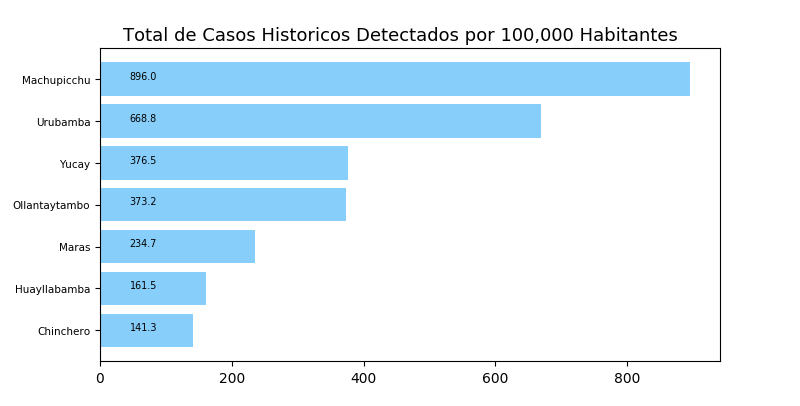 Total de Casos Historicos Detectados por 100,000 Habitantes
Machupicchu 896.0
Urubamba 668.8
Yucay 376.5
Ollantaytambo 373.2
Maras 234.7
Huayllabamba 161.5
Chinchero 141.3
0 200 400 600 800